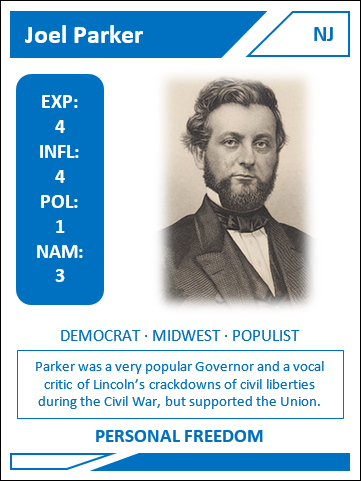 Joel Parker
NJ
EXP:
4
INFL:
4
POL:
1
NAM:
3
DEMOCRAT · MIDWEST · POPULIST
Parker was a very popular Governor and a vocal
critic of Lincoln’s crackdowns of civil liberties
during the Civil War, but supported the Union.
PERSONAL FREEDOM